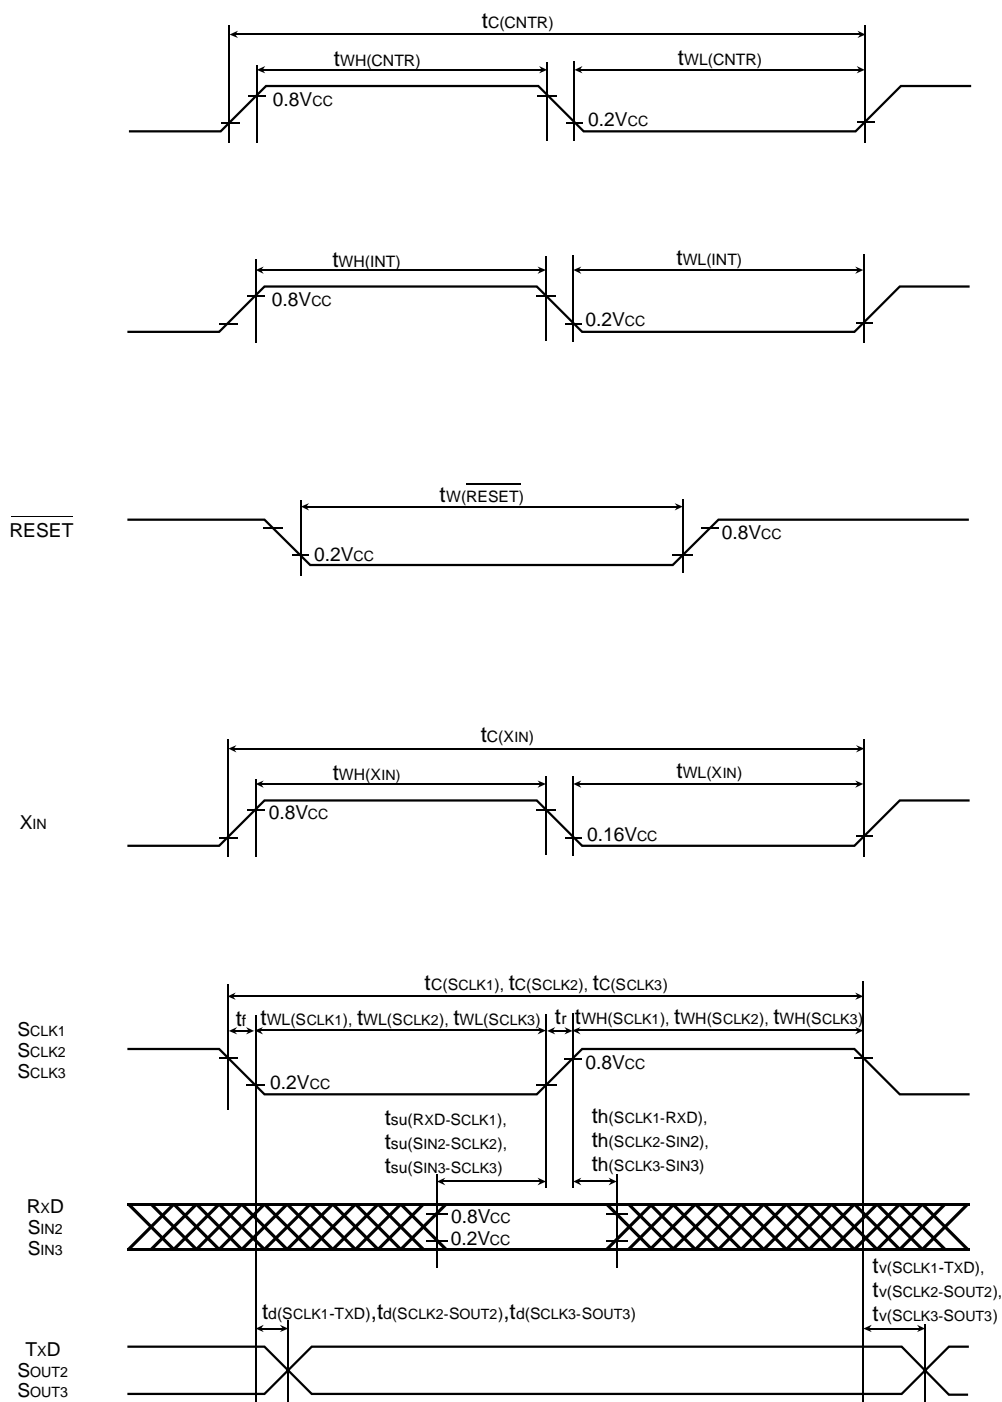 tC(CNTR)
tWH(CNTR)
tWL(CNTR)
0.8VCC
0.2VCC
tWH(INT)
tWL(INT)
0.8VCC
0.2VCC
tW(RESET)
RESET
0.8VCC
0.2VCC
tC(XIN)
tWH(XIN)
tWL(XIN)
XIN
0.8VCC
0.16VCC
tC(SCLK1), tC(SCLK2), tC(SCLK3)
tf
tWL(SCLK1), tWL(SCLK2), tWL(SCLK3)
tr
tWH(SCLK1), tWH(SCLK2), tWH(SCLK3)
SCLK1
SCLK2
SCLK3
0.8VCC
0.2VCC
tsu(RXD-SCLK1),
tsu(SIN2-SCLK2),
tsu(SIN3-SCLK3)
th(SCLK1-RXD),
th(SCLK2-SIN2),
th(SCLK3-SIN3)
RXD
SIN2
SIN3
0.8VCC
0.2VCC
tv(SCLK1-TXD),
tv(SCLK2-SOUT2),
tv(SCLK3-SOUT3)
td(SCLK1-TXD),td(SCLK2-SOUT2),td(SCLK3-SOUT3)
TXD
SOUT2
SOUT3